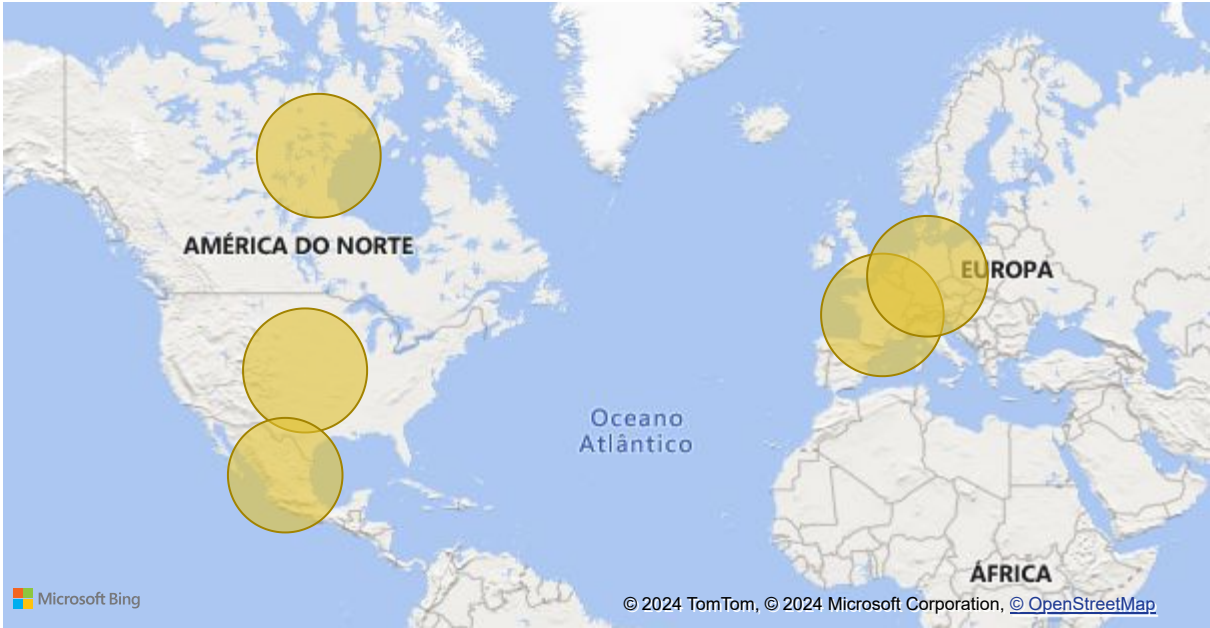 AMÉRICA DO NORTE
EUROPA
Oceano
Atlântico
ÁFRICA
Microsoft Bing
© 2024 TomTom, © 2024 Microsoft Corporation, © OpenStreetMap